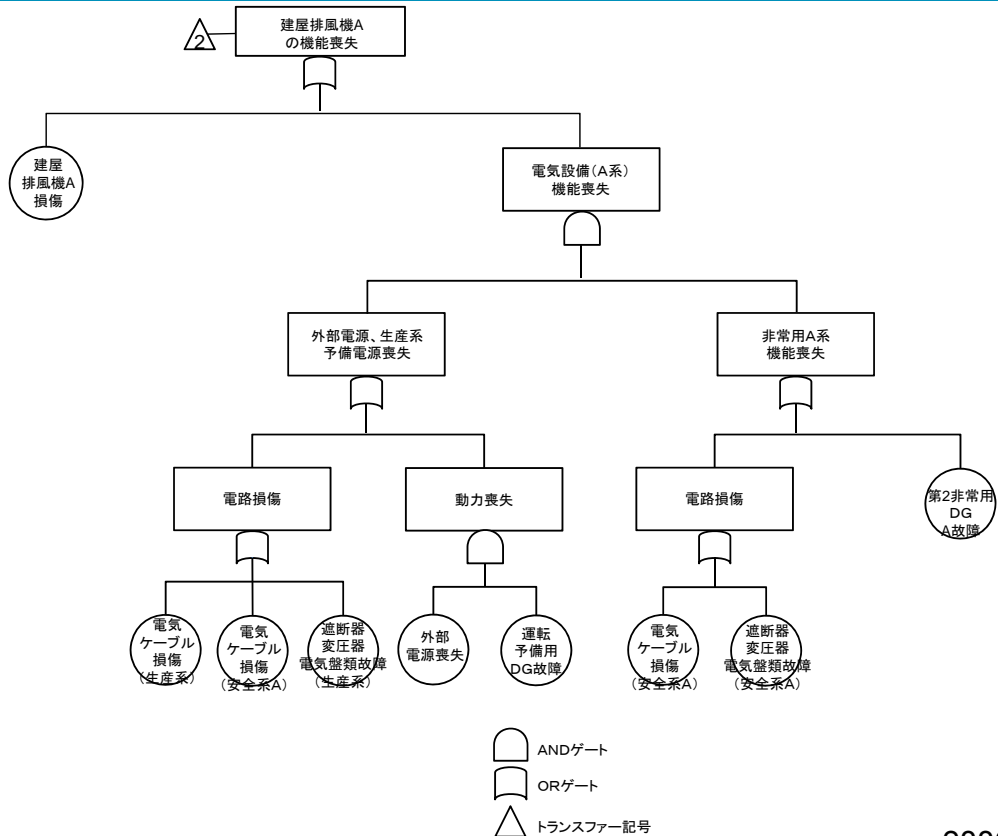 建屋排風機A
の機能喪失
2
建屋
排風機A
損傷
電気設備(A系)
機能喪失
外部電源、生産系
予備電源喪失
非常用A系
機能喪失
電路損傷
動力喪失
電路損傷
第2非常用
DG
A故障
電気
ケーブル
損傷
(生産系)
電気
ケーブル
損傷
(安全系A)
遮断器
変圧器
電気盤類故障
(生産系)
外部
電源喪失
運転
予備用
DG故障
電気
ケーブル
損傷
(安全系A)
遮断器
変圧器
電気盤類故障
(安全系A)
ANDゲート
ORゲート
トランスファー記号